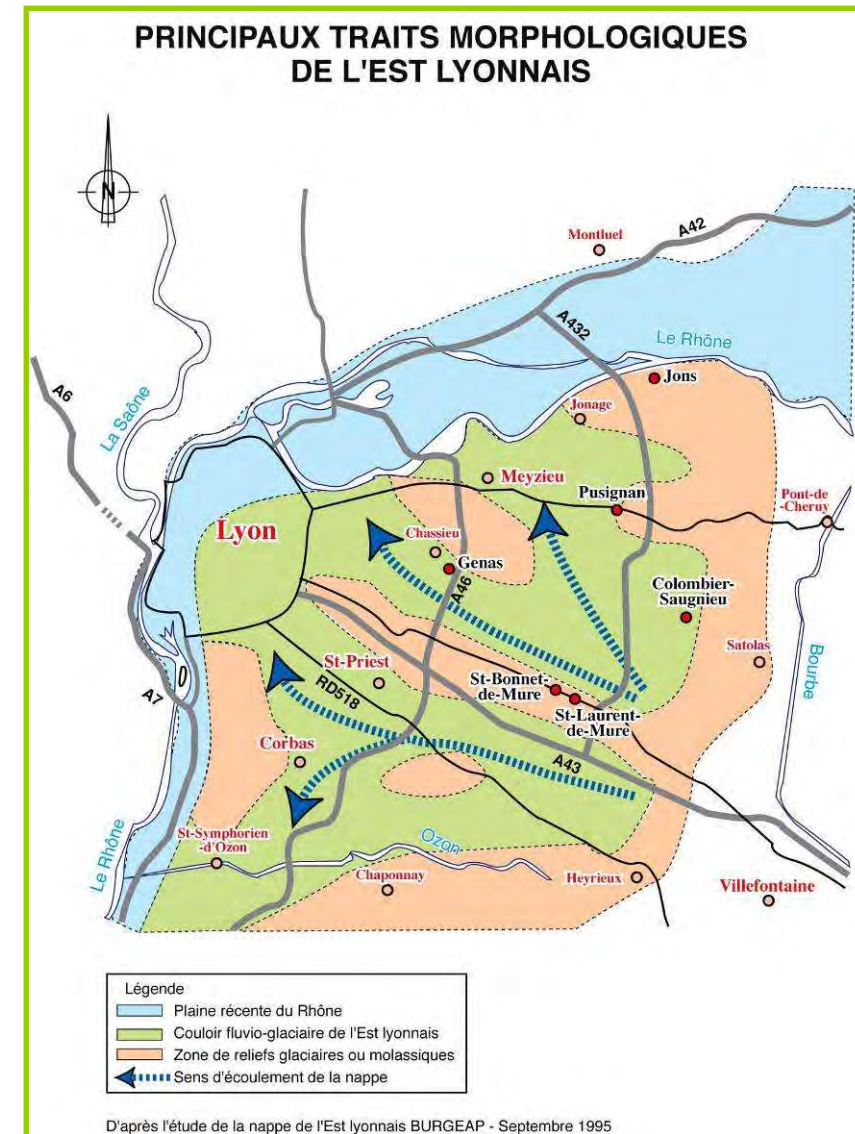 PRINCIPAUX TRAITS MORPHOLOGIQUES
DE L'EST LYONNAIS
N
A42
Montluel
A432
Le Rhône
La Saône
A6
Jons
Jonage
Meyzieu
Pusignan
Pont-de
-Cheruy
Lyon
Chassieu
Genas
A46
Colombier-
Saugnieu
Satolas
Bourbe
St-Priest
RD518
St-Bonnet-
de-Mure
St-Laurent-
de-Mure
A7
Corbas
A43
Le Rhône
St-Symphorien
-d'Ozon
Ozon
Chaponnay
Heyrieux
Villefontaine
Légende
Plaine récente du Rhône
Couloir fluvio-glaciaire de l'Est lyonnais
Zone de reliefs glaciaires ou molassiques
Sens d'écoulement de la nappe
D'après l'étude de la nappe de l'Est lyonnais BURGEAP - Septembre 1995